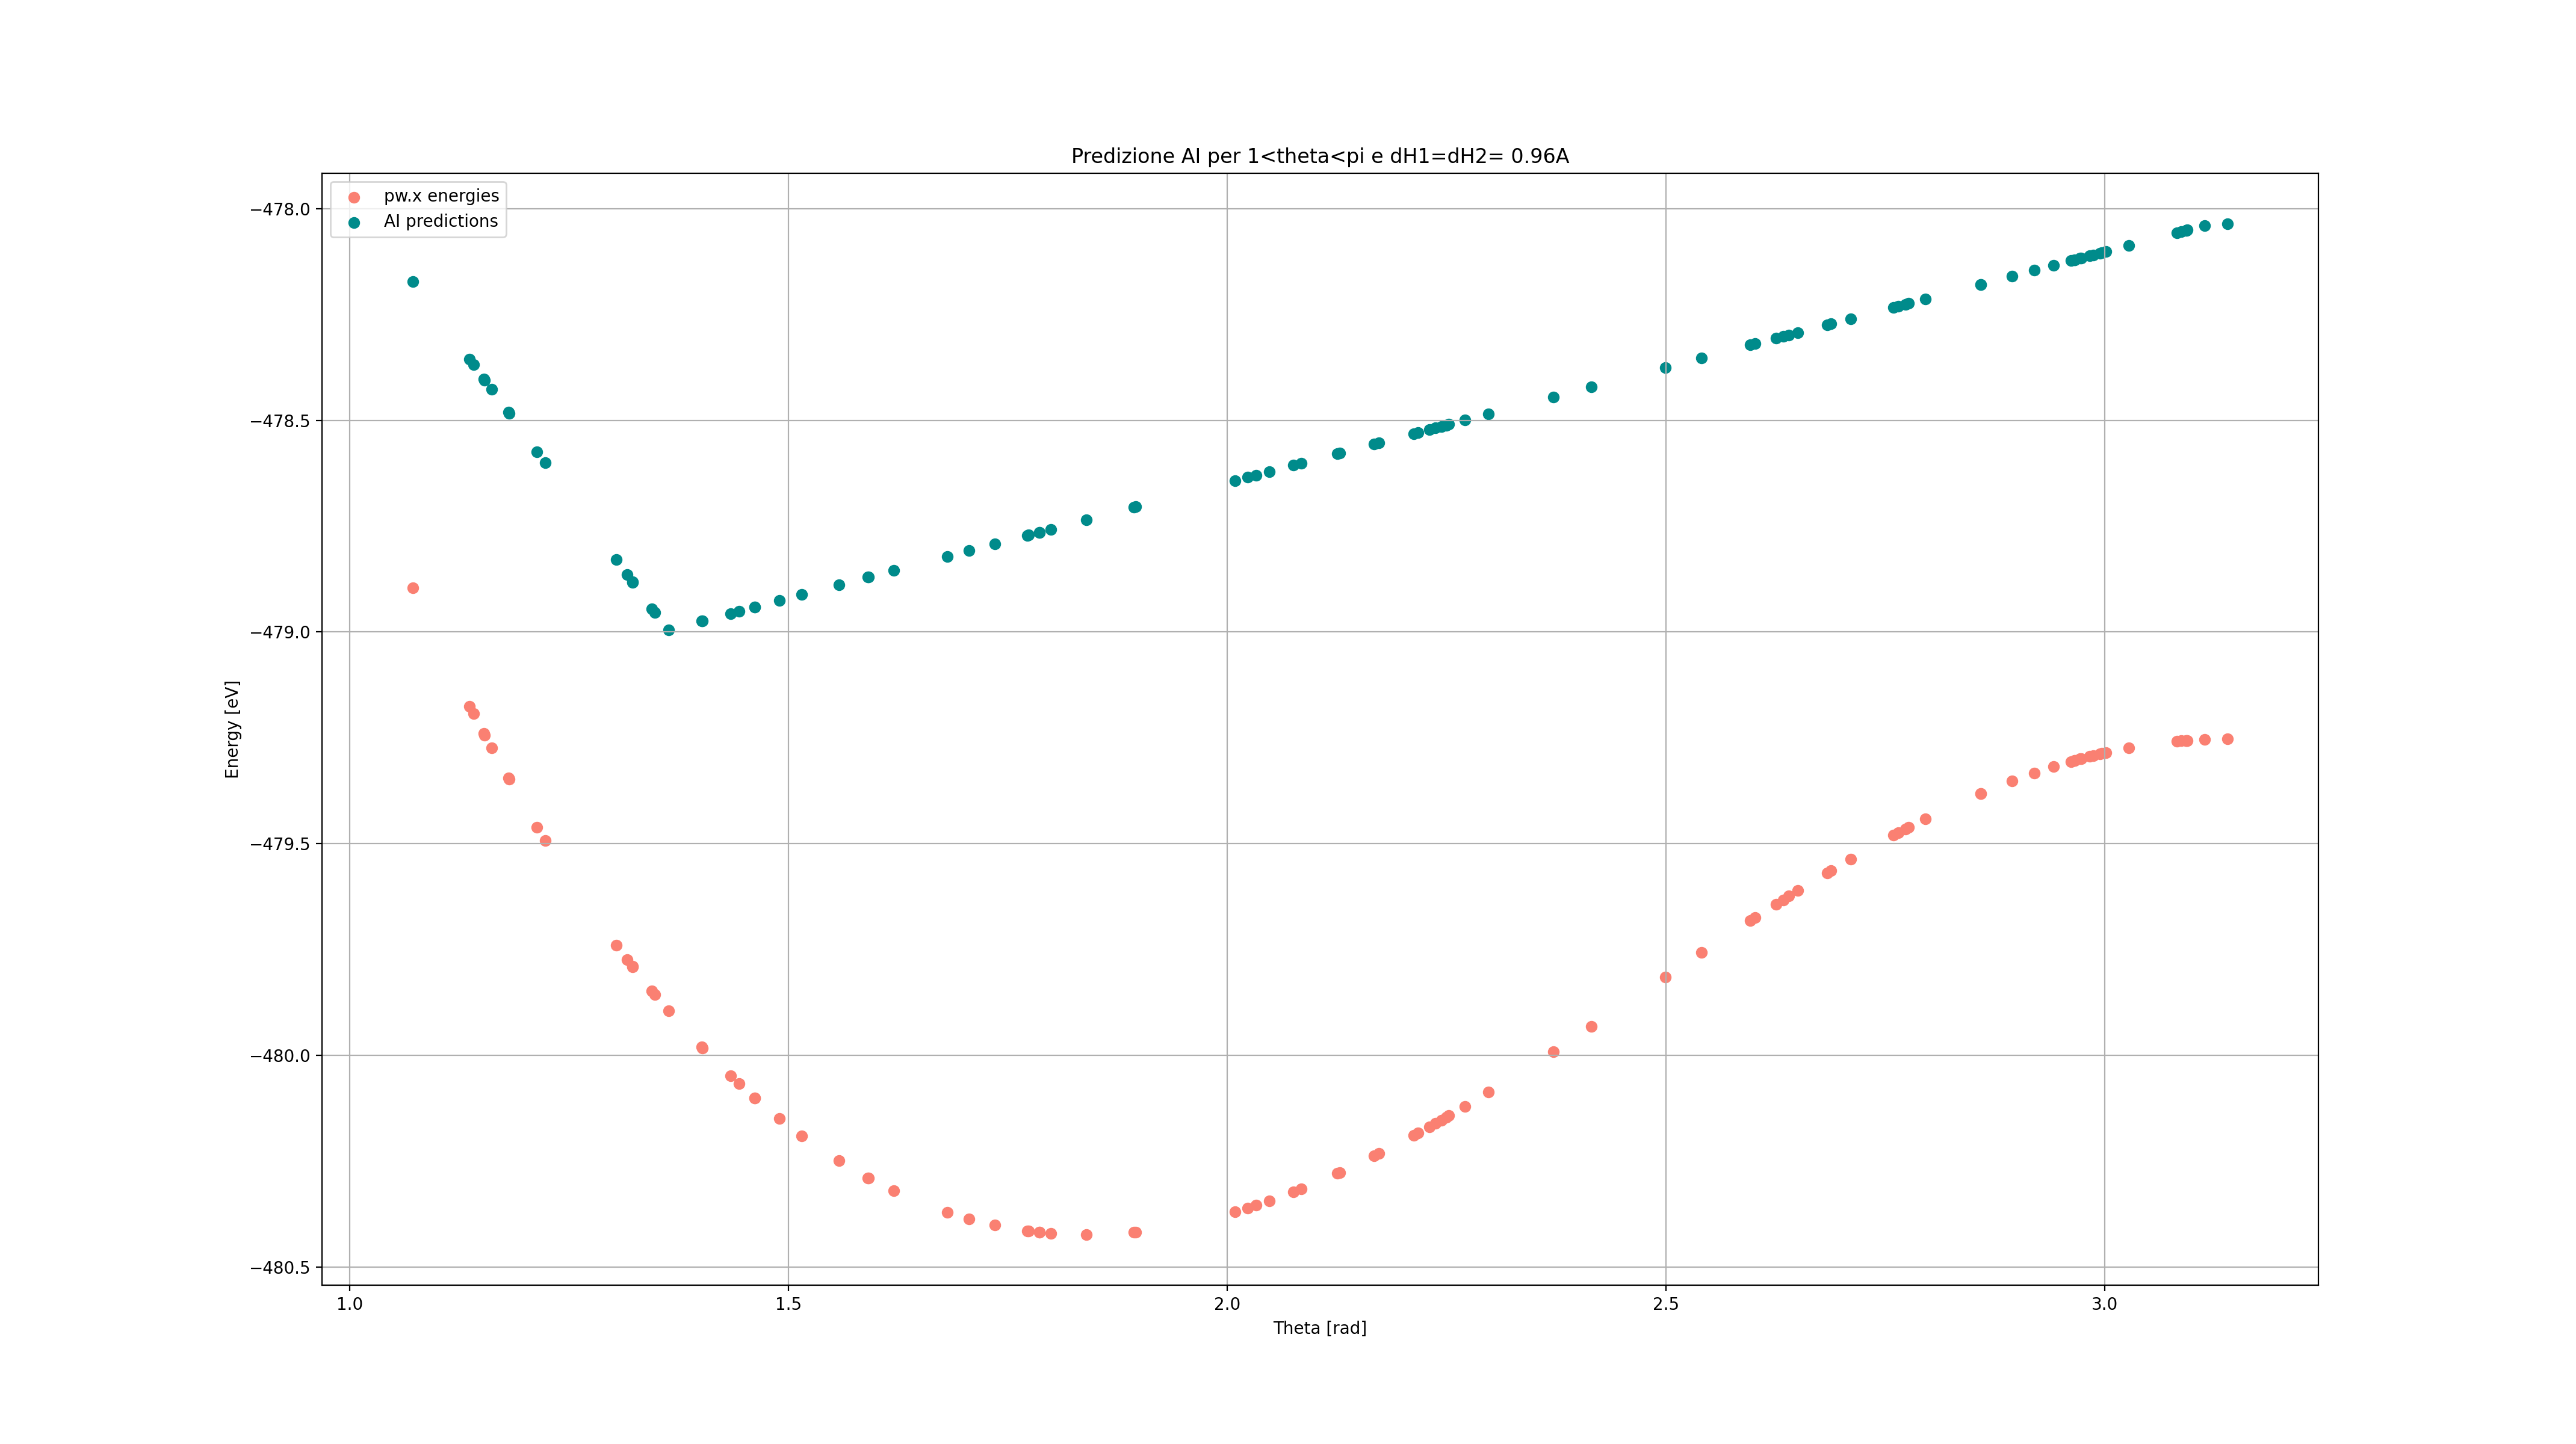 Predizione AI per 1<theta<pi e dH1=dH2= 0.96A
pw.x energies
AI predictions
−478.0
−478.5
−479.0
−479.5
−480.0
−480.5
Energy [eV]
1.0 1.5 2.0 2.5 3.0
Theta [rad]